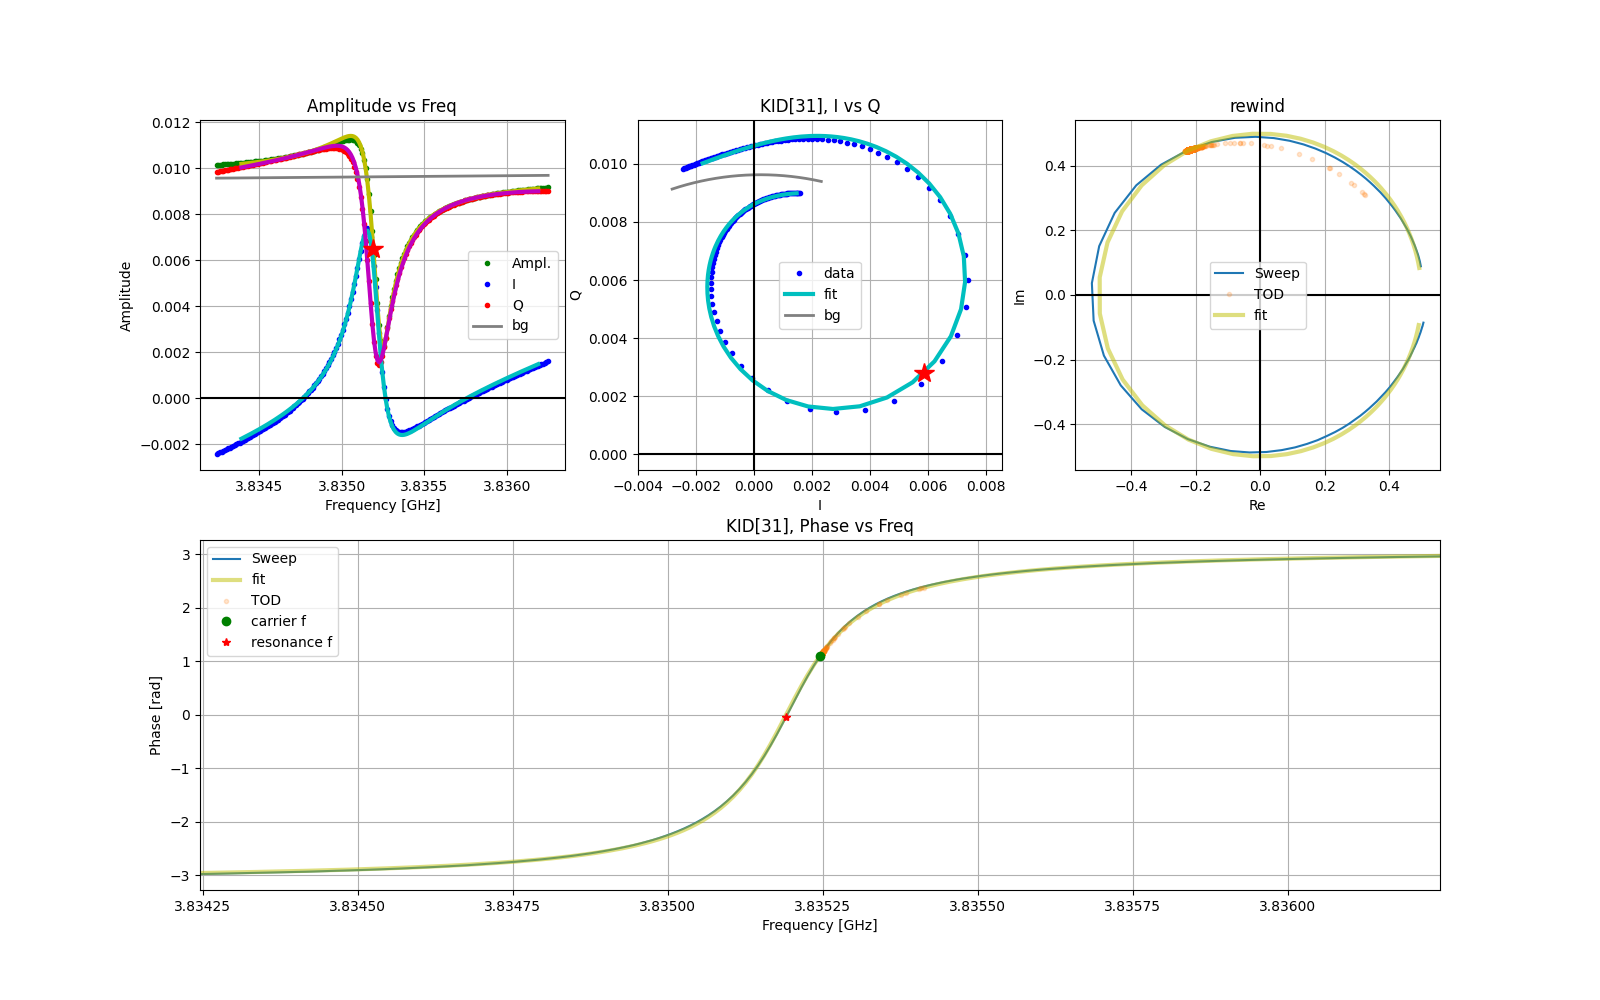 Amplitude vs Freq
0.012
0.010
0.008
0.006
0.004
0.002
0.000
−0.002
Amplitude
Ampl.
I
Q
bg
3.8345
3.8350
3.8355
3.8360
Frequency [GHz]
KID[31], I vs Q
0.010
0.008
0.006
0.004
0.002
0.000
Q
data
fit
bg
−0.004
−0.002
0.000
0.002
0.004
0.006
0.008
I
rewind
0.4
0.2
0.0
−0.2
−0.4
Im
Sweep
TOD
fit
−0.4
−0.2
0.0
0.2
0.4
Re
KID[31], Phase vs Freq
3
2
1
0
−1
−2
−3
Phase [rad]
Sweep
fit
TOD
carrier f
resonance f
3.83425
3.83450
3.83475
3.83500
3.83525
3.83550
3.83575
3.83600
Frequency [GHz]